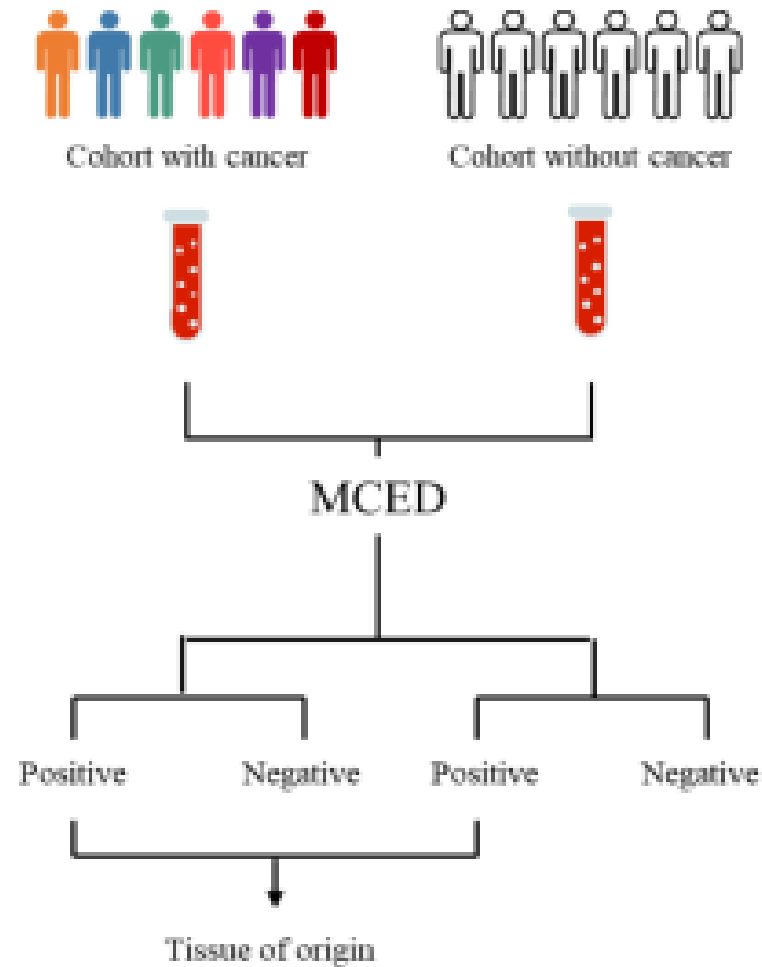 Cohort with cancer
Cohort without cancer
MCED
Positive
Negative
Positive
Negative
Tissue of origin